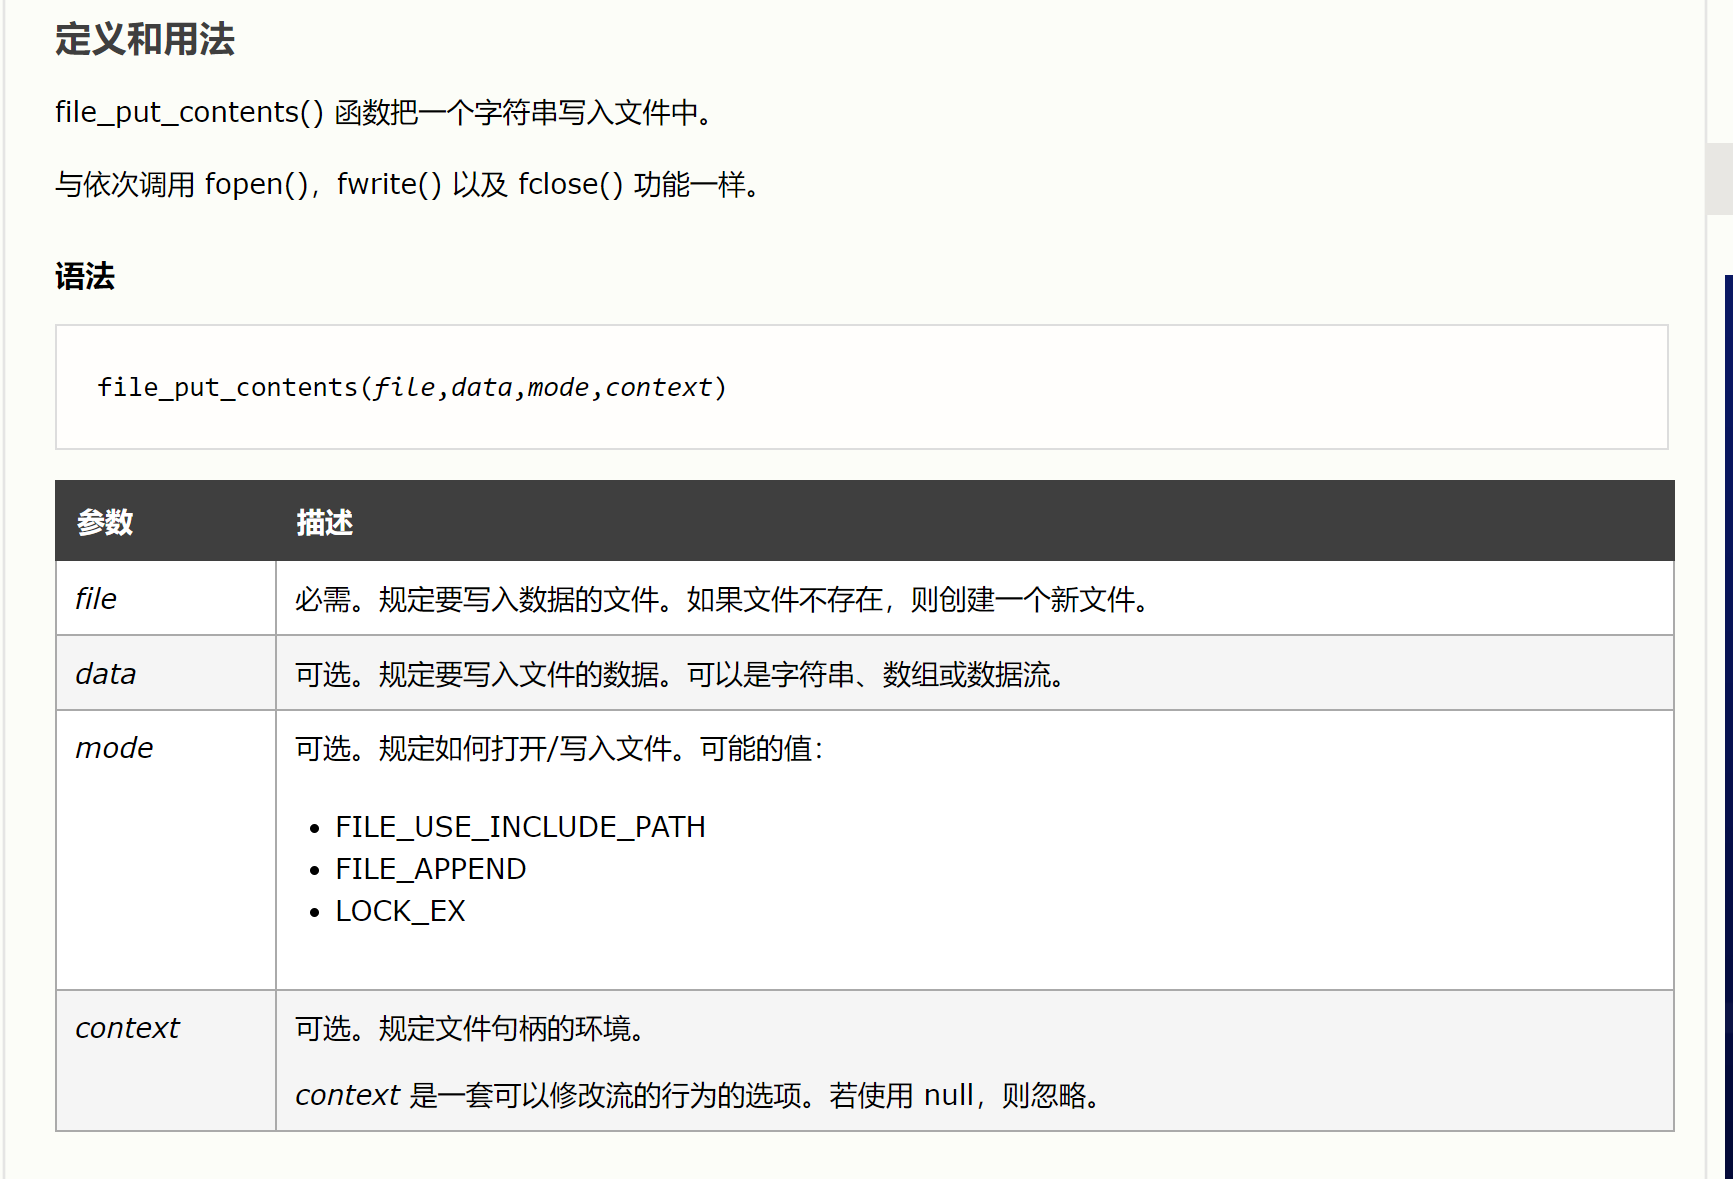 定义和用法
file_put_contents() 函数把一个字符串写入文件中。
与依次调用 fopen()，fwrite() 以及 fclose() 功能一样。
语法
file_put_contents(file,data,mode,context)
参数 描述
file 必需。规定要写入数据的文件。如果文件不存在，则创建一个新文件。
data 可选。规定要写入文件的数据。可以是字符串、数组或数据流。
mode 可选。规定如何打开/写入文件。可能的值：
• FILE_USE_INCLUDE_PATH
• FILE_APPEND
• LOCK_EX
context 可选。规定文件句柄的环境。
context 是一套可以修改流的行为的选项。若使用 null，则忽略。